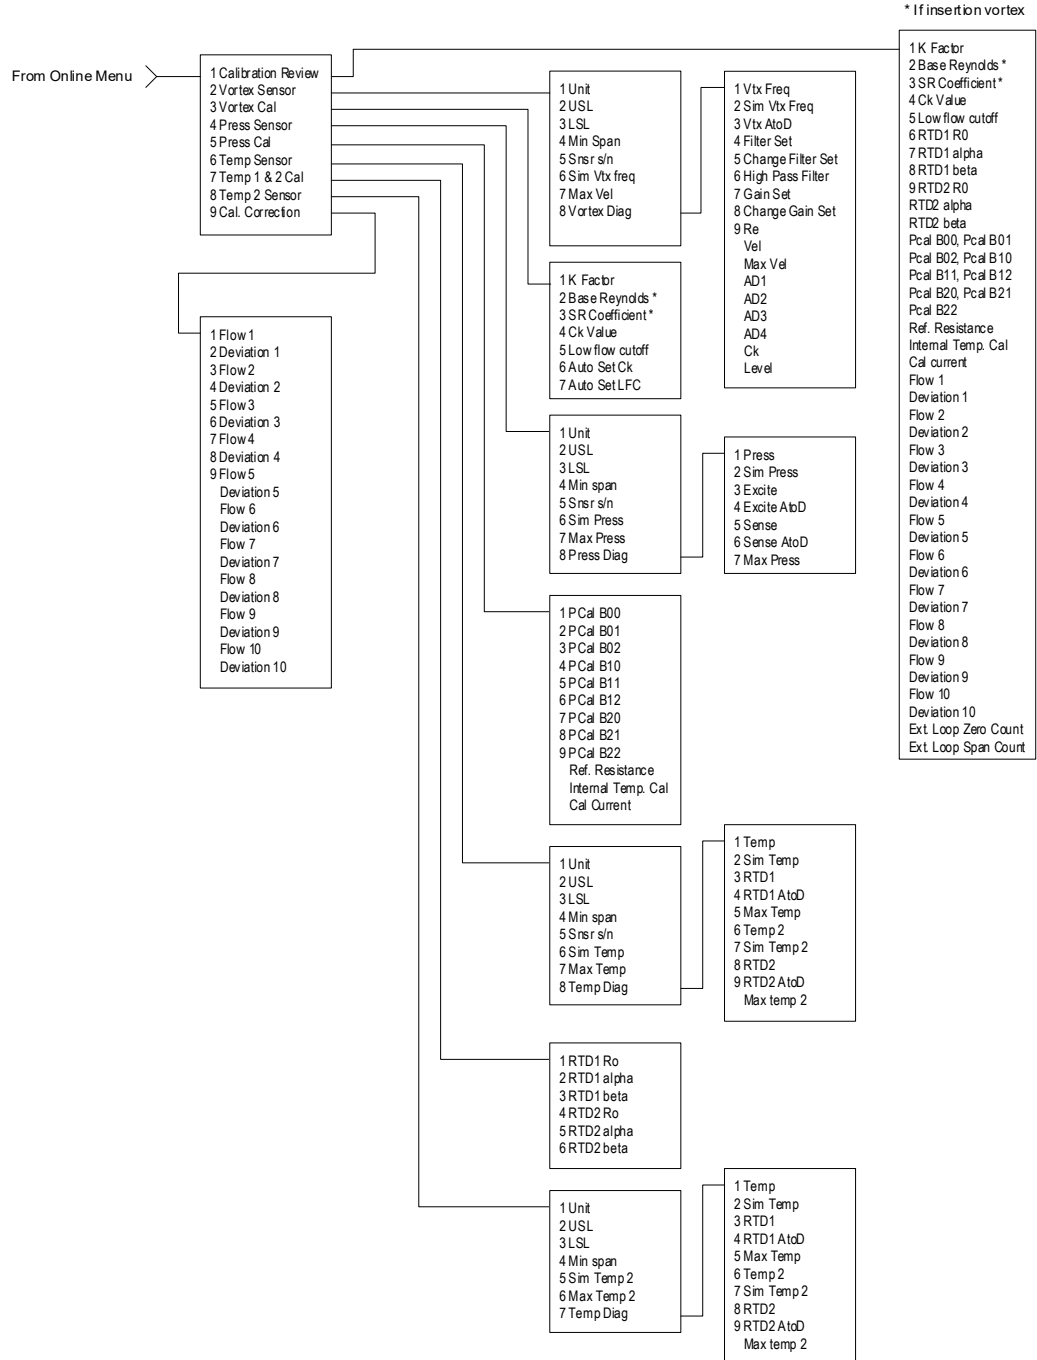 * If insertion vortex
From Online Menu
1 Calibration Review
2 Vortex Sensor
3 Vortex Cal
4 Press Sensor
5 Press Cal
6 Temp Sensor
7 Temp 1 & 2 Cal
8 Temp 2 Sensor
9 Cal. Correction
1 Flow 1
2 Deviation 1
3 Flow 2
4 Deviation 2
5 Flow 3
6 Deviation 3
7 Flow 4
8 Deviation 4
9 Flow 5
Deviation 5
Flow 6
Deviation 6
Flow 7
Deviation 7
Flow 8
Deviation 8
Flow 9
Deviation 9
Flow 10
Deviation 10
1 Unit
2 USL
3 LSL
4 Min Span
5 Snsr s/n
6 Sim Vtx freq
7 Max Vel
8 Vortex Diag
1 Vtx Freq
2 Sim Vtx Freq
3 Vtx AtoD
4 Filter Set
5 Change Filter Set
6 High Pass Filter
7 Gain Set
8 Change Gain Set
9 Re
Vel
Max Vel
AD1
AD2
AD3
AD4
Ck
Level
1 K Factor
2 Base Reynolds *
3 SR Coefficient *
4 Ck Value
5 Low flow cutoff
6 Auto Set Ck
7 Auto Set LFC
1 Unit
2 USL
3 LSL
4 Min span
5 Snsr s/n
6 Sim Press
7 Max Press
8 Press Diag
1 Press
2 Sim Press
3 Excite
4 Excite AtoD
5 Sense
6 Sense AtoD
7 Max Press
1 PCal B00
2 PCal B01
3 PCal B02
4 PCal B10
5 PCal B11
6 PCal B12
7 PCal B20
8 PCal B21
9 PCal B22
Ref. Resistance
Internal Temp. Cal
Cal Current
1 Unit
2 USL
3 LSL
4 Min span
5 Snsr s/n
6 Sim Temp
7 Max Temp
8 Temp Diag
1 Temp
2 Sim Temp
3 RTD1
4 RTD1 AtoD
5 Max Temp
6 Temp 2
7 Sim Temp 2
8 RTD2
9 RTD2 AtoD
Max temp 2
1 RTD1 Ro
2 RTD1 alpha
3 RTD1 beta
4 RTD2 Ro
5 RTD2 alpha
6 RTD2 beta
1 Unit
2 USL
3 LSL
4 Min span
5 Sim Temp 2
6 Max Temp 2
7 Temp Diag
1 Temp
2 Sim Temp
3 RTD1
4 RTD1 AtoD
5 Max Temp
6 Temp 2
7 Sim Temp 2
8 RTD2
9 RTD2 AtoD
Max temp 2
1 K Factor
2 Base Reynolds *
3 SR Coefficient *
4 Ck Value
5 Low flow cutoff
6 RTD1 R0
7 RTD1 alpha
8 RTD1 beta
9 RTD2 R0
RTD2 alpha
RTD2 beta
Pcal B00, Pcal B01
Pcal B02, Pcal B10
Pcal B11, Pcal B12
Pcal B20, Pcal B21
Pcal B22
Ref. Resistance
Internal Temp. Cal
Cal current
Flow 1
Deviation 1
Flow 2
Deviation 2
Flow 3
Deviation 3
Flow 4
Deviation 4
Flow 5
Deviation 5
Flow 6
Deviation 6
Flow 7
Deviation 7
Flow 8
Deviation 8
Flow 9
Deviation 9
Flow 10
Deviation 10
Ext. Loop Zero Count
Ext. Loop Span Count